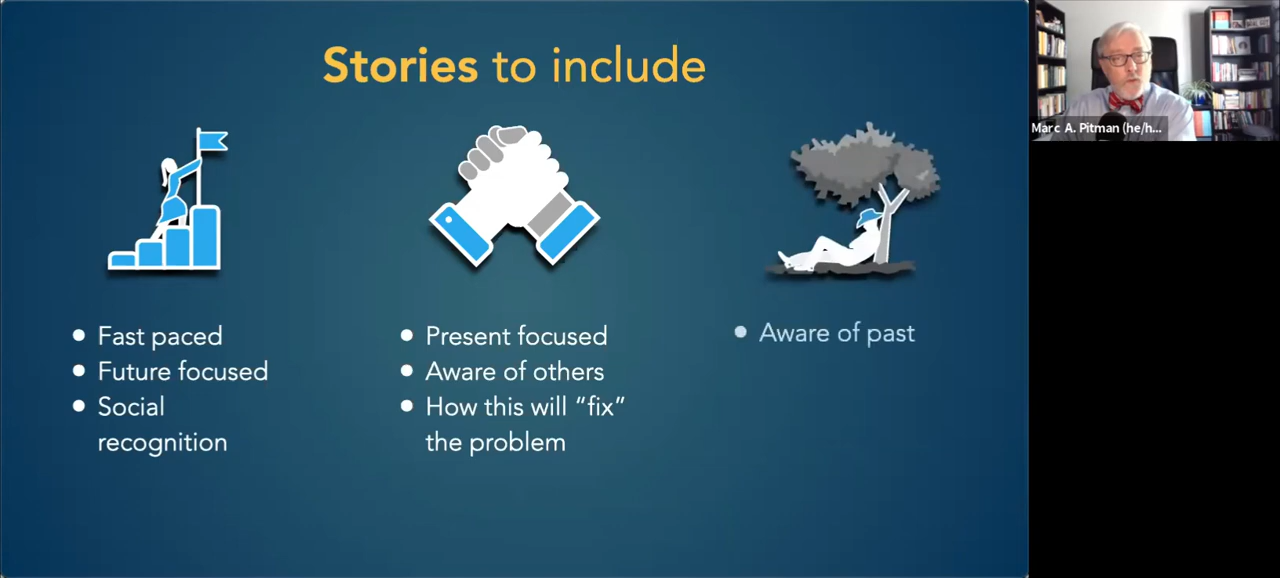 Stories to include
• Fast paced
• Future focused
• Social
recognition
• Present focused
• Aware of others
• How this will “fix”
the problem
• Aware of past
Marc A. Pitman (he/h...